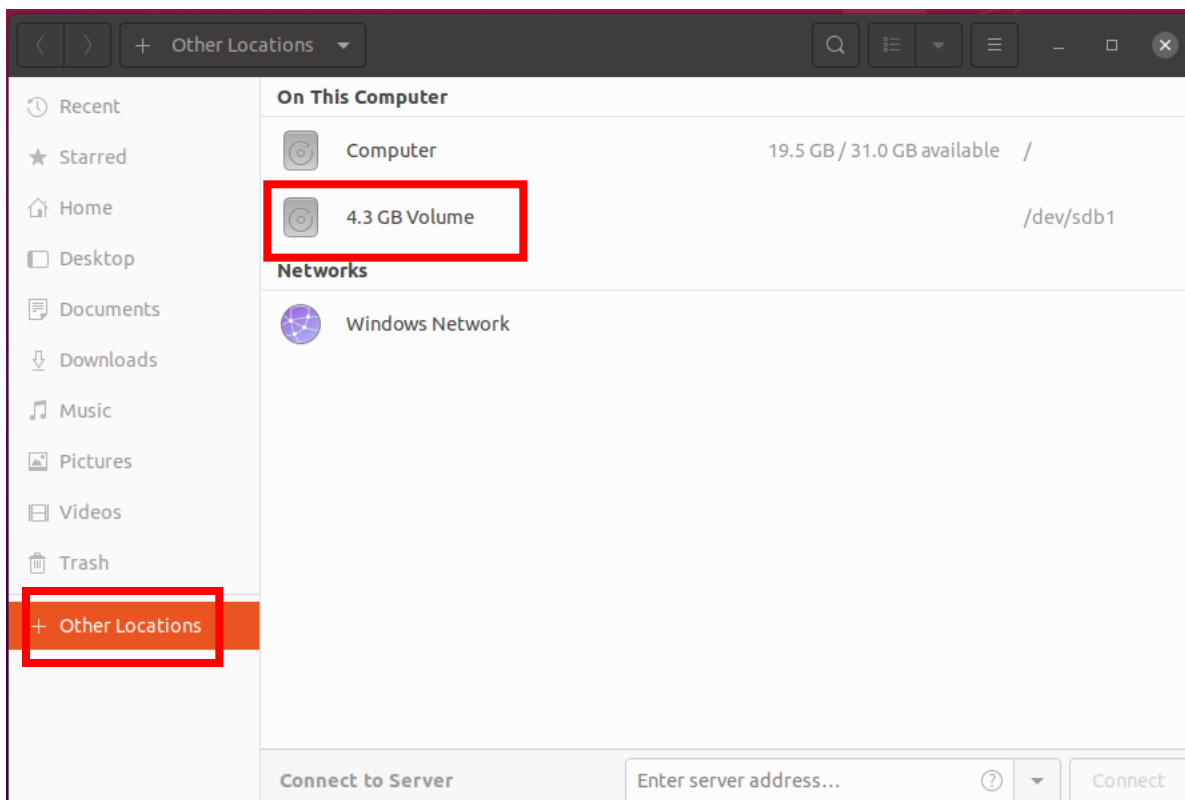 Other Locations
Recent
Starred
Home
Desktop
Documents
Downloads
Music
Pictures
Videos
Trash
Other Locations
On This Computer
Computer 19.5 GB / 31.0 GB available /
4.3 GB Volume /dev/sdb1
Networks
Windows Network
Connect to Server Enter server address... Connect